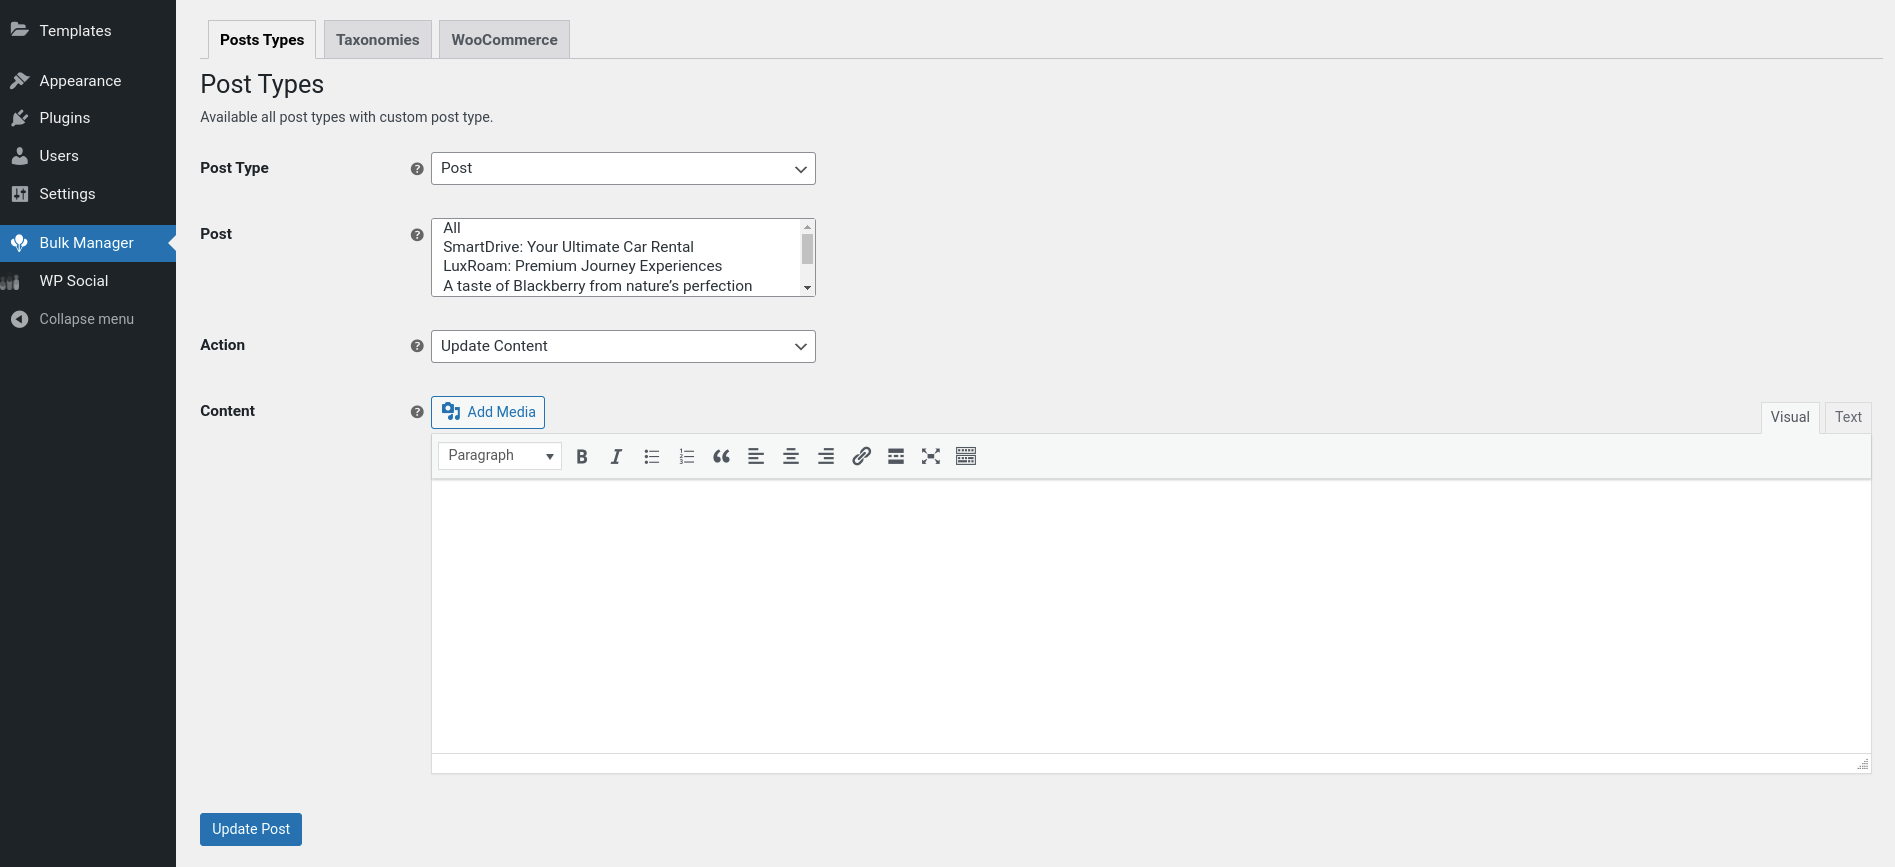 Templates
Appearance
Plugins
Users
Settings
Bulk Manager
WP Social
Collapse menu
Posts Types
Taxonomies
WooCommerce
Post Types
Available all post types with custom post type.
Post Type
Post
Post
All
SmartDrive: Your Ultimate Car Rental
LuxRoam: Premium Journey Experiences
A taste of Blackberry from nature’s perfection
Action
Update Content
Content
Add Media
Visual
Text
Paragraph
Update Post